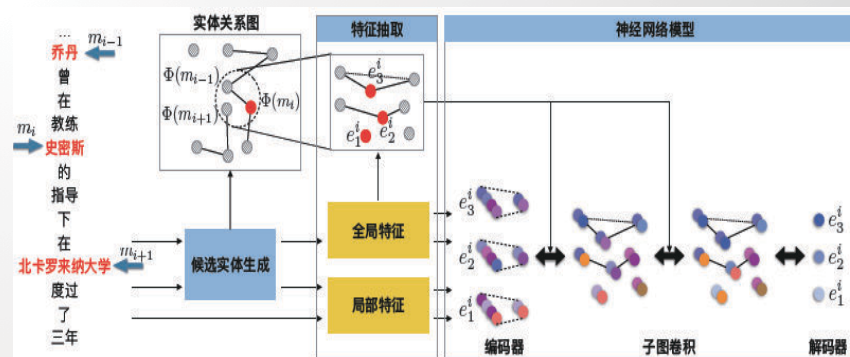 实体关系图
特征抽取
神经网络模型
...
乔丹
m_{i-1}
曾
在
教练
m_i
史密斯
的
指导
下
在
北卡罗来纳大学
m_{i+1}
度过
了
三年
Φ(m_{i-1})
Φ(m_i)
Φ(m_{i+1})
e_3^i
e_2^i
e_1^i
候选实体生成
全局特征
局部特征
e_3^i
e_2^i
e_1^i
编码器
子图卷积
e_3^i
e_2^i
e_1^i
解码器